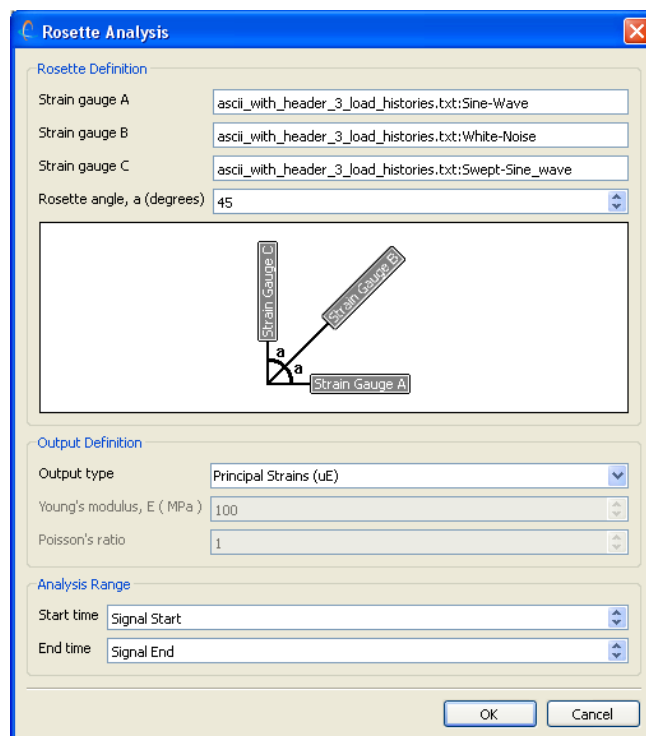 Rosette Analysis
Rosette Definition
Strain gauge A ascii_with_header_3_load_histories.txt:Sine-Wave
Strain gauge B ascii_with_header_3_load_histories.txt:White-Noise
Strain gauge C ascii_with_header_3_load_histories.txt:Swept-Sine_wave
Rosette angle, a (degrees) 45
Strain Gauge C
Strain Gauge B
a
a
Strain Gauge A
Output Definition
Output type Principal Strains (uE)
Young's modulus, E ( MPa ) 100
Poisson's ratio 1
Analysis Range
Start time Signal Start
End time Signal End
OK Cancel